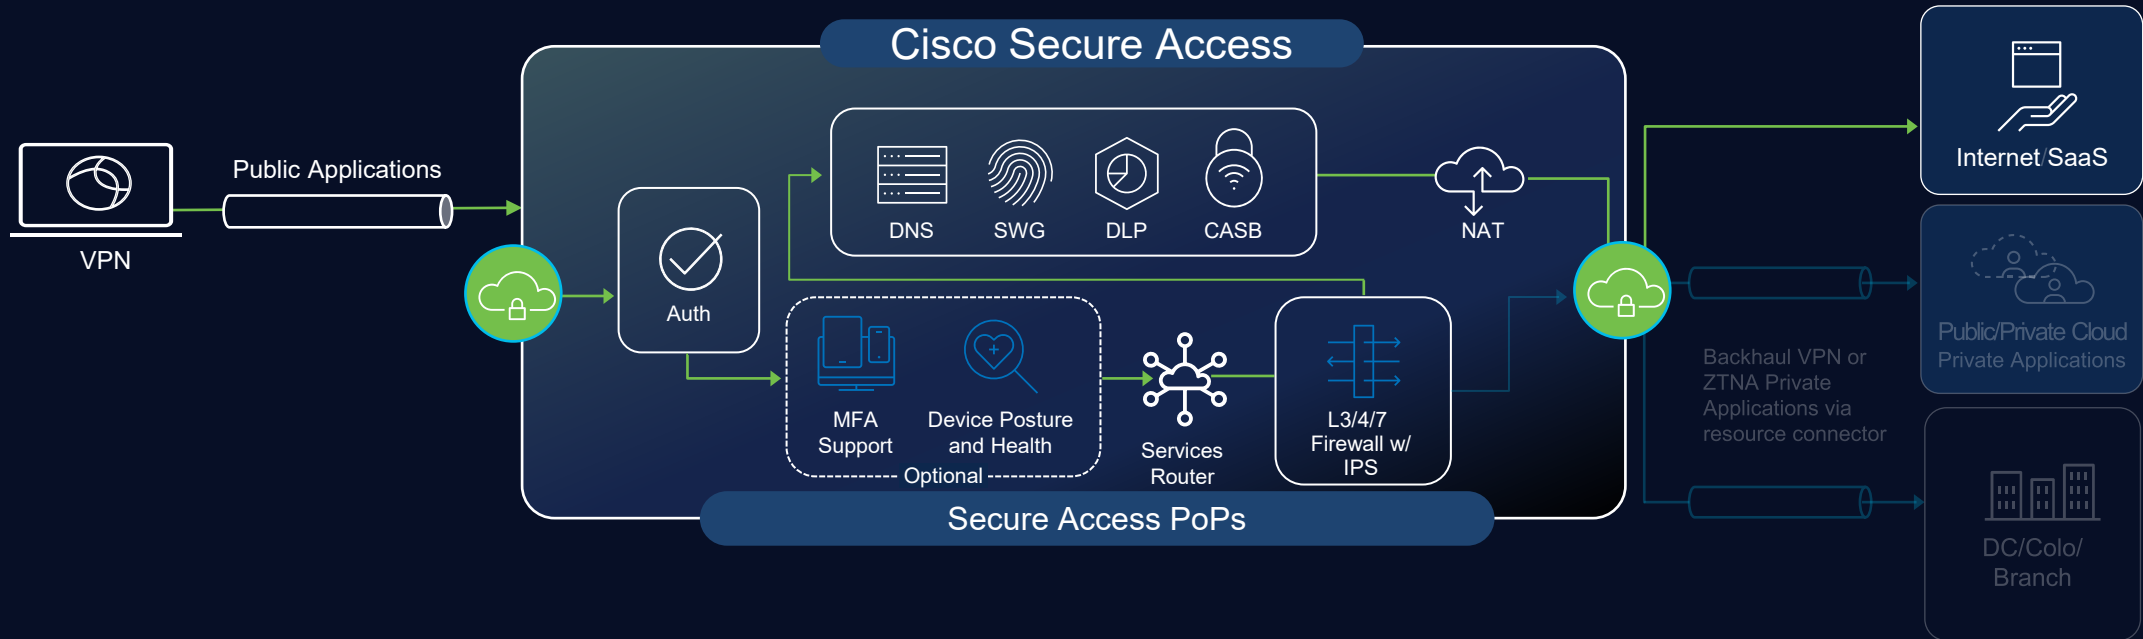 Cisco Secure Access
VPN
Public Applications
Auth
DNS
SWG
DLP
CASB
NAT
MFA
Support
Device Posture
and Health
Optional
Services
Router
L3/4/7
Firewall w/
IPS
Secure Access PoPs
Internet/SaaS
Public/Private Cloud
Private Applications
Backhaul VPN or
ZTNA Private
Applications via
resource connector
DC/Colo/
Branch